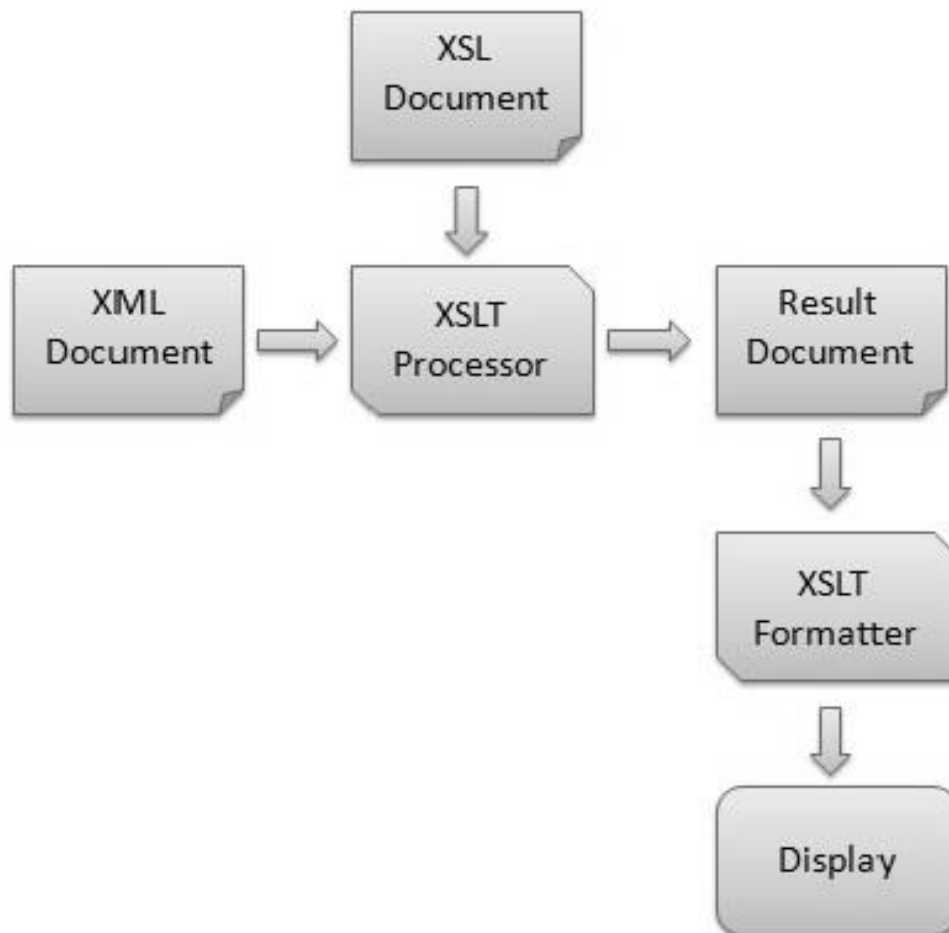 XSL
Document
XML
Document
XSLT
Processor
Result
Document
XSLT
Formatter
Display